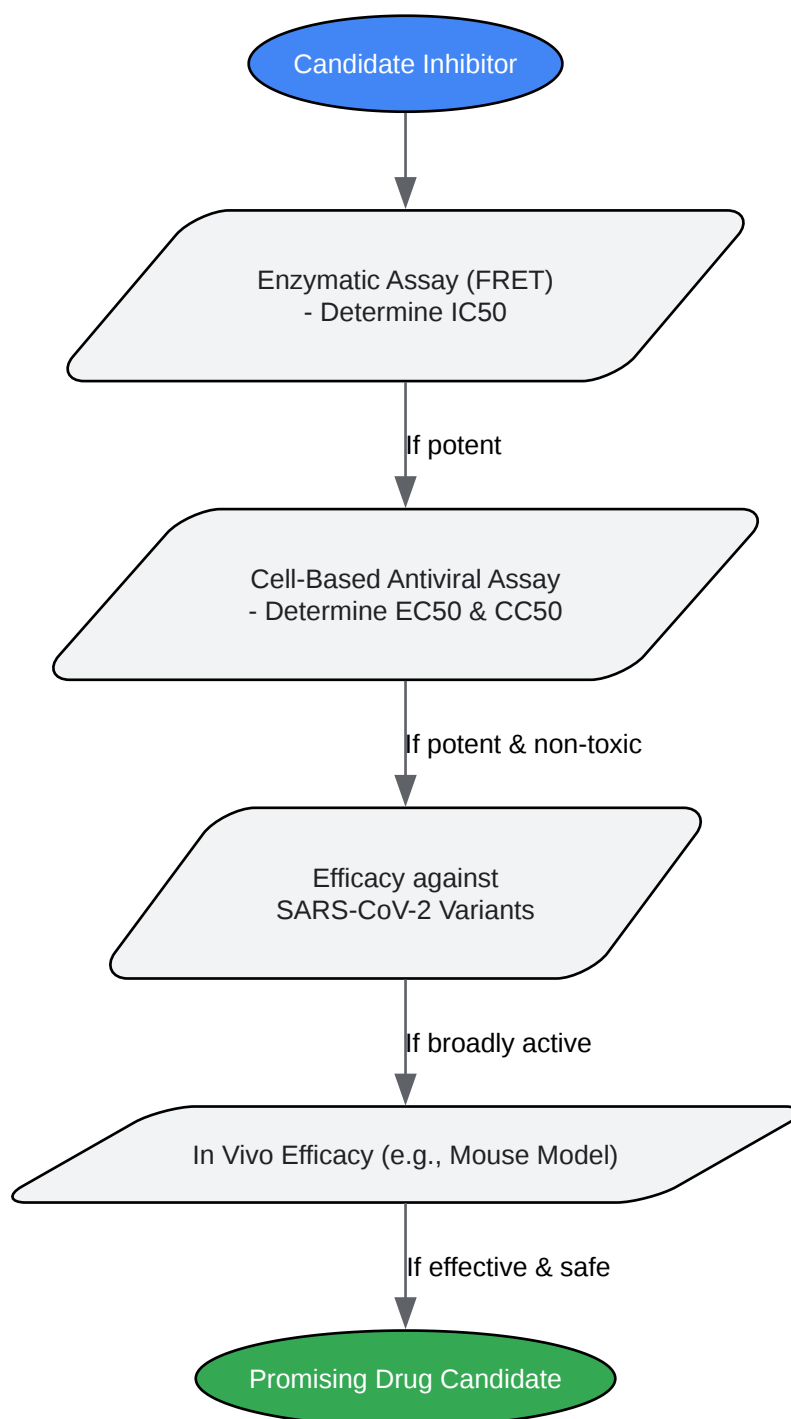 Candidate Inhibitor
Enzymatic Assay (FRET)
- Determine IC50
If potent
Cell-Based Antiviral Assay
- Determine EC50 & CC50
If potent & non-toxic
Efficacy against
SARS-CoV-2 Variants
If broadly active
In Vivo Efficacy (e.g., Mouse Model)
If effective & safe
Promising Drug Candidate